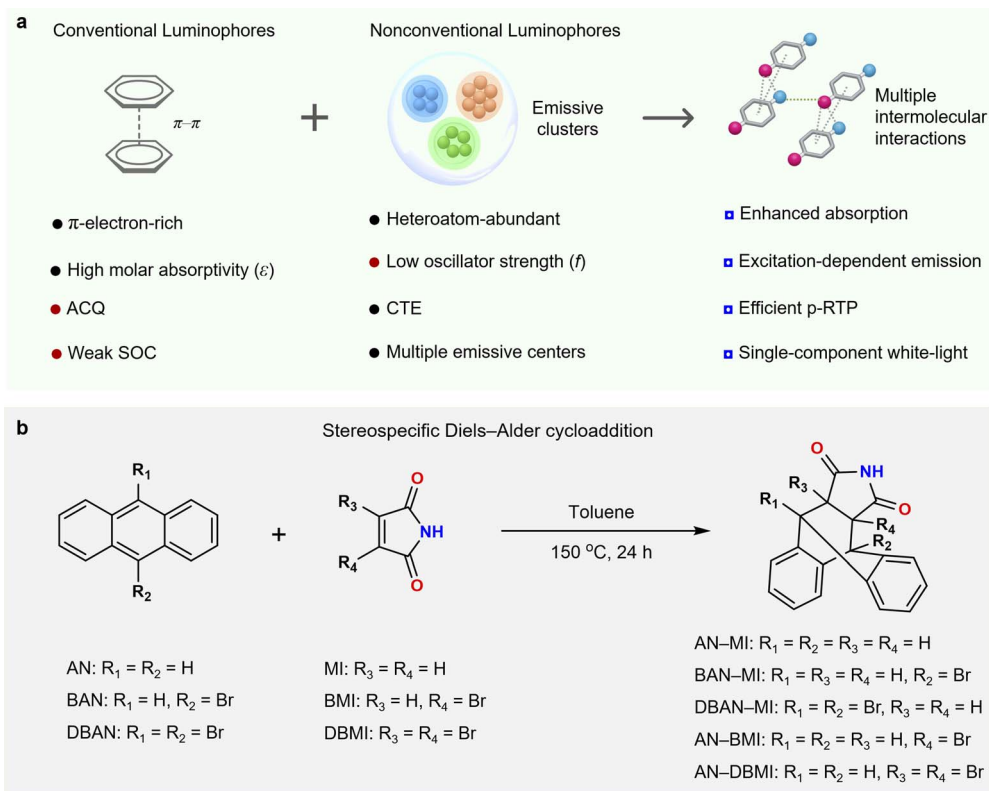 a
Conventional Luminophores
Nonconventional Luminophores
π–π
Emissive
clusters
Multiple
intermolecular
interactions
π-electron-rich
High molar absorptivity (ε)
ACQ
Weak SOC
Heteroatom-abundant
Low oscillator strength (f)
CTE
Multiple emissive centers
Enhanced absorption
Excitation-dependent emission
Efficient p-RTP
Single-component white-light
b
Stereospecific Diels–Alder cycloaddition
R1
R2
+
R3
R4
O
NH
O
Toluene
150 °C, 24 h
O
NH
O
R3
R1
R4
R2
AN: R1 = R2 = H
BAN: R1 = H, R2 = Br
DBAN: R1 = R2 = Br
MI: R3 = R4 = H
BMI: R3 = H, R4 = Br
DBMI: R3 = R4 = Br
AN–MI: R1 = R2 = R3 = R4 = H
BAN–MI: R1 = R3 = R4 = H, R2 = Br
DBAN–MI: R1 = R2 = Br, R3 = R4 = H
AN–BMI: R1 = R2 = R3 = H, R4 = Br
AN–DBMI: R1 = R2 = H, R3 = R4 = Br